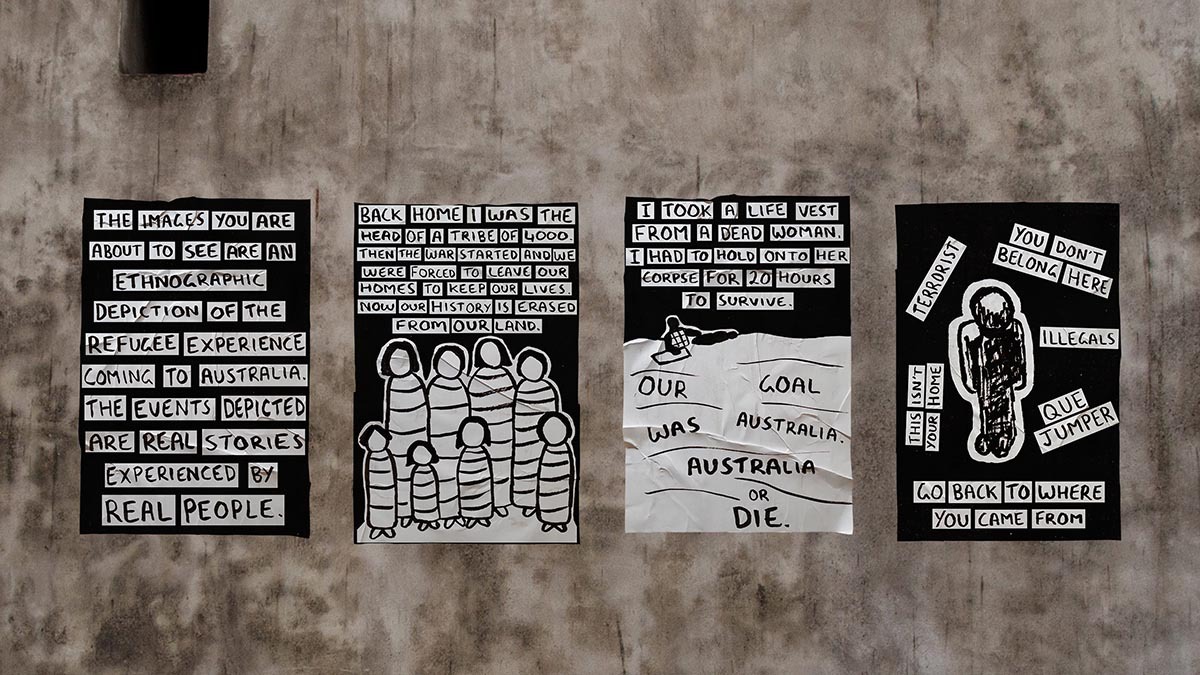 THE IMAGES YOU ARE
ABOUT TO SEE ARE AN
ETHNOGRAPHIC
DEPICTION OF THE
REFUGEE EXPERIENCE
COMING TO AUSTRALIA.
THE EVENTS DEPICTED
ARE REAL STORIES
EXPERIENCED BY
REAL PEOPLE.
BACK HOME I WAS THE
HEAD OF A TRIBE OF 4000.
THEN THE WAR STARTED AND WE
WERE FORCED TO LEAVE OUR
HOMES TO KEEP OUR LIVES.
NOW OUR HISTORY IS ERASED
FROM OUR LAND.
I TOOK A LIFE VEST
FROM A DEAD WOMAN.
I HAD TO HOLD ONTO HER
CORPSE FOR 20 HOURS
TO SURVIVE.
OUR GOAL
WAS AUSTRALIA.
AUSTRALIA
OR
DIE.
TERRORIST
YOU DON'T
BELONG HERE
ILLEGALS
THIS ISN'T
YOUR HOME
QUE
JUMPER
GO BACK TO WHERE
YOU CAME FROM